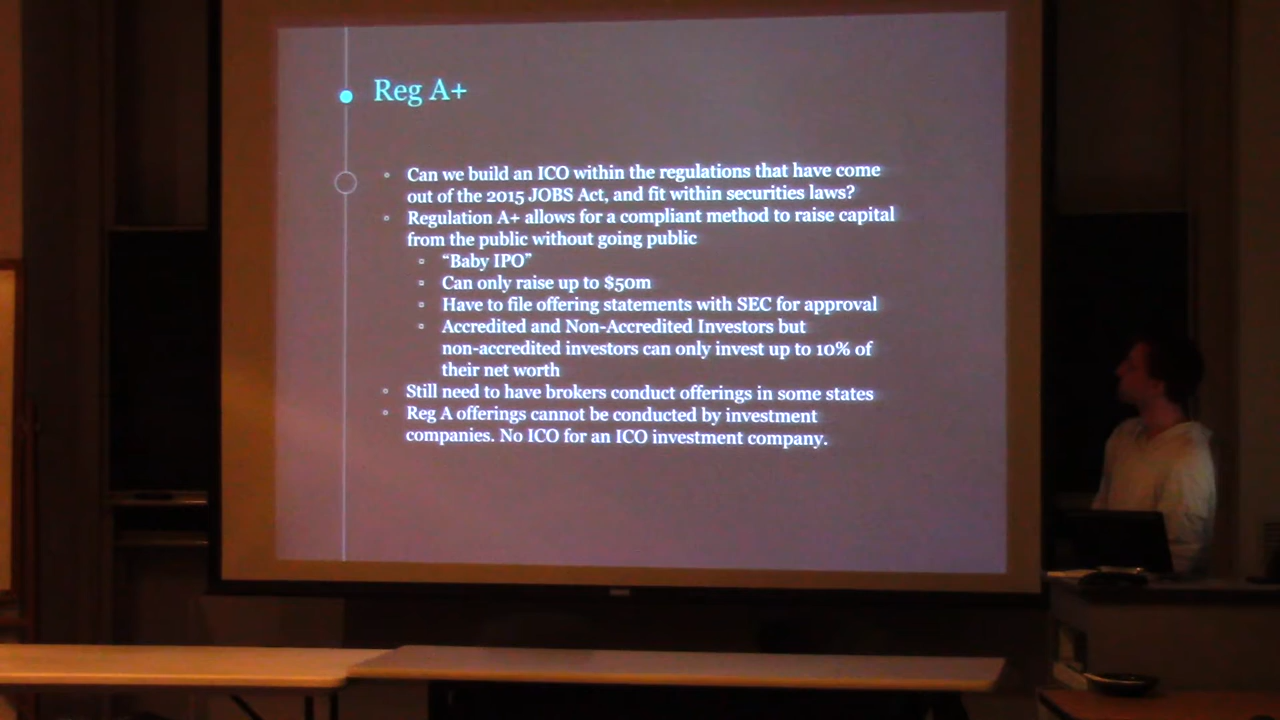 Reg A+
Can we build an ICO within the regulations that have come
out of the 2015 JOBS Act, and fit within securities laws?
Regulation A+ allows for a compliant method to raise capital
from the public without going public
“Baby IPO”
Can only raise up to $50m
Have to file offering statements with SEC for approval
Accredited and Non-Accredited Investors but
non-accredited investors can only invest up to 10% of
their net worth
Still need to have brokers conduct offerings in some states
Reg A offerings cannot be conducted by investment
companies. No ICO for an ICO investment company.